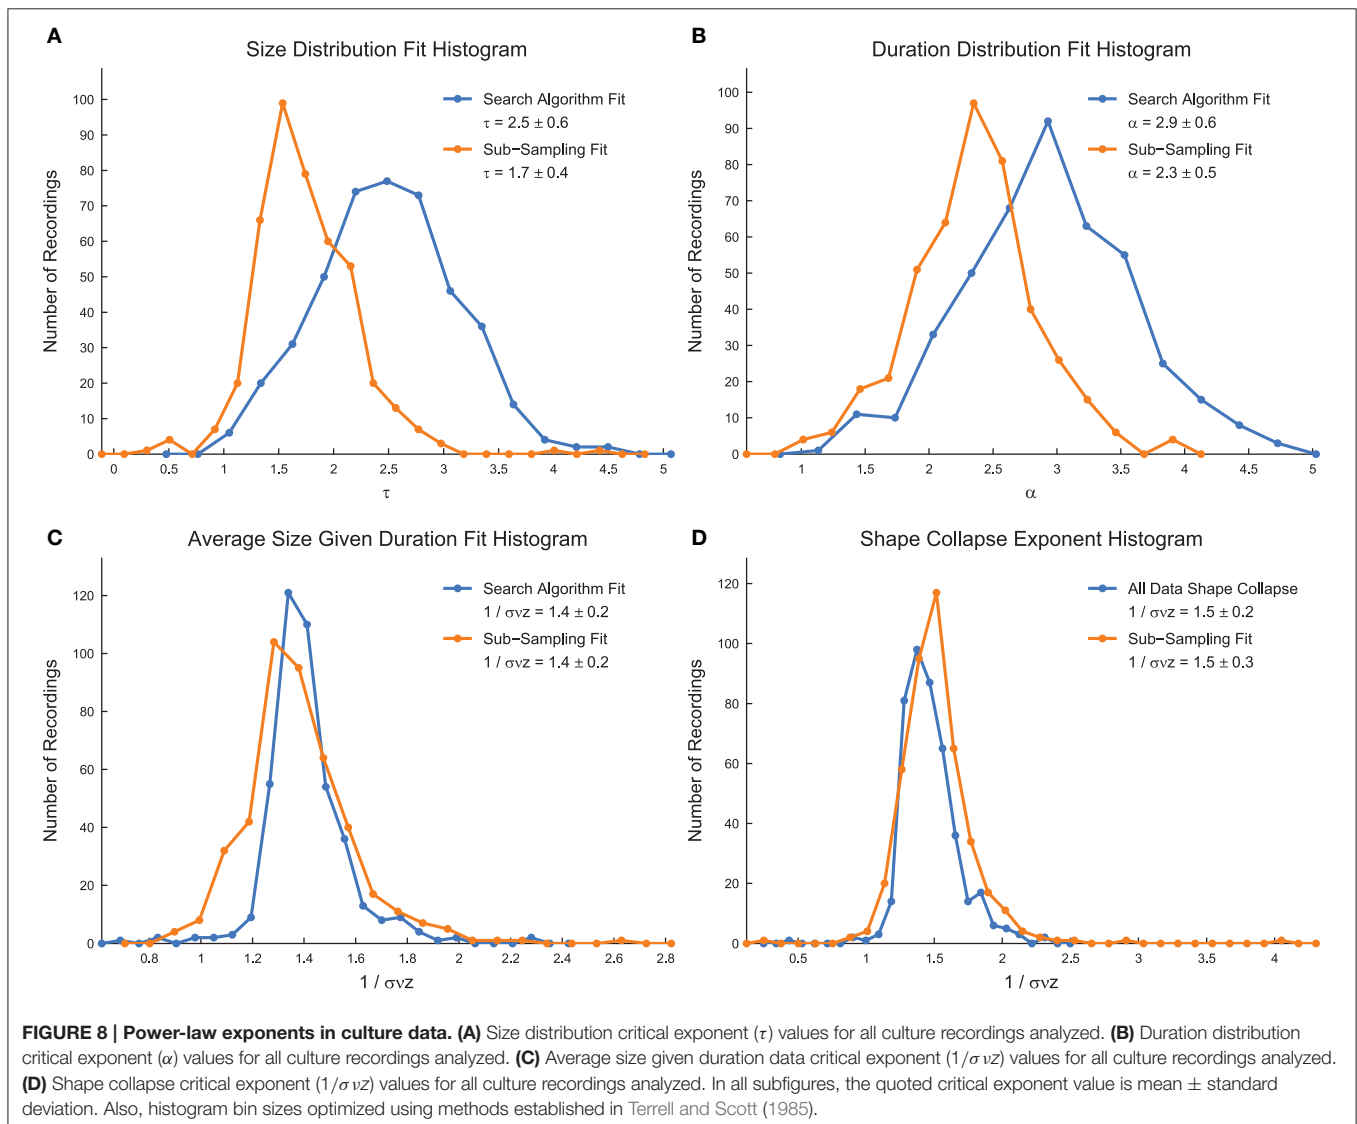 A
Size Distribution Fit Histogram
Number of Recordings
100
90
80
70
60
50
40
30
20
10
0
Search Algorithm Fit
τ = 2.5 ± 0.6
Sub−Sampling Fit
τ = 1.7 ± 0.4
0 0.5 1 1.5 2 2.5 3 3.5 4 4.5 5
τ
B
Duration Distribution Fit Histogram
Number of Recordings
100
90
80
70
60
50
40
30
20
10
0
Search Algorithm Fit
α = 2.9 ± 0.6
Sub−Sampling Fit
α = 2.3 ± 0.5
1 1.5 2 2.5 3 3.5 4 4.5 5
α
C
Average Size Given Duration Fit Histogram
Number of Recordings
120
100
80
60
40
20
0
Search Algorithm Fit
1 / σνz = 1.4 ± 0.2
Sub−Sampling Fit
1 / σνz = 1.4 ± 0.2
0.8 1 1.2 1.4 1.6 1.8 2 2.2 2.4 2.6 2.8
1 / σνz
D
Shape Collapse Exponent Histogram
Number of Recordings
120
100
80
60
40
20
0
All Data Shape Collapse
1 / σνz = 1.5 ± 0.2
Sub−Sampling Fit
1 / σνz = 1.5 ± 0.3
0.5 1 1.5 2 2.5 3 3.5 4
1 / σνz
FIGURE 8 | Power-law exponents in culture data. (A) Size distribution critical exponent (τ) values for all culture recordings analyzed. (B) Duration distribution
critical exponent (α) values for all culture recordings analyzed. (C) Average size given duration data critical exponent (1/σνz) values for all culture recordings analyzed.
(D) Shape collapse critical exponent (1/σνz) values for all culture recordings analyzed. In all subfigures, the quoted critical exponent value is mean ± standard
deviation. Also, histogram bin sizes optimized using methods established in Terrell and Scott (1985).